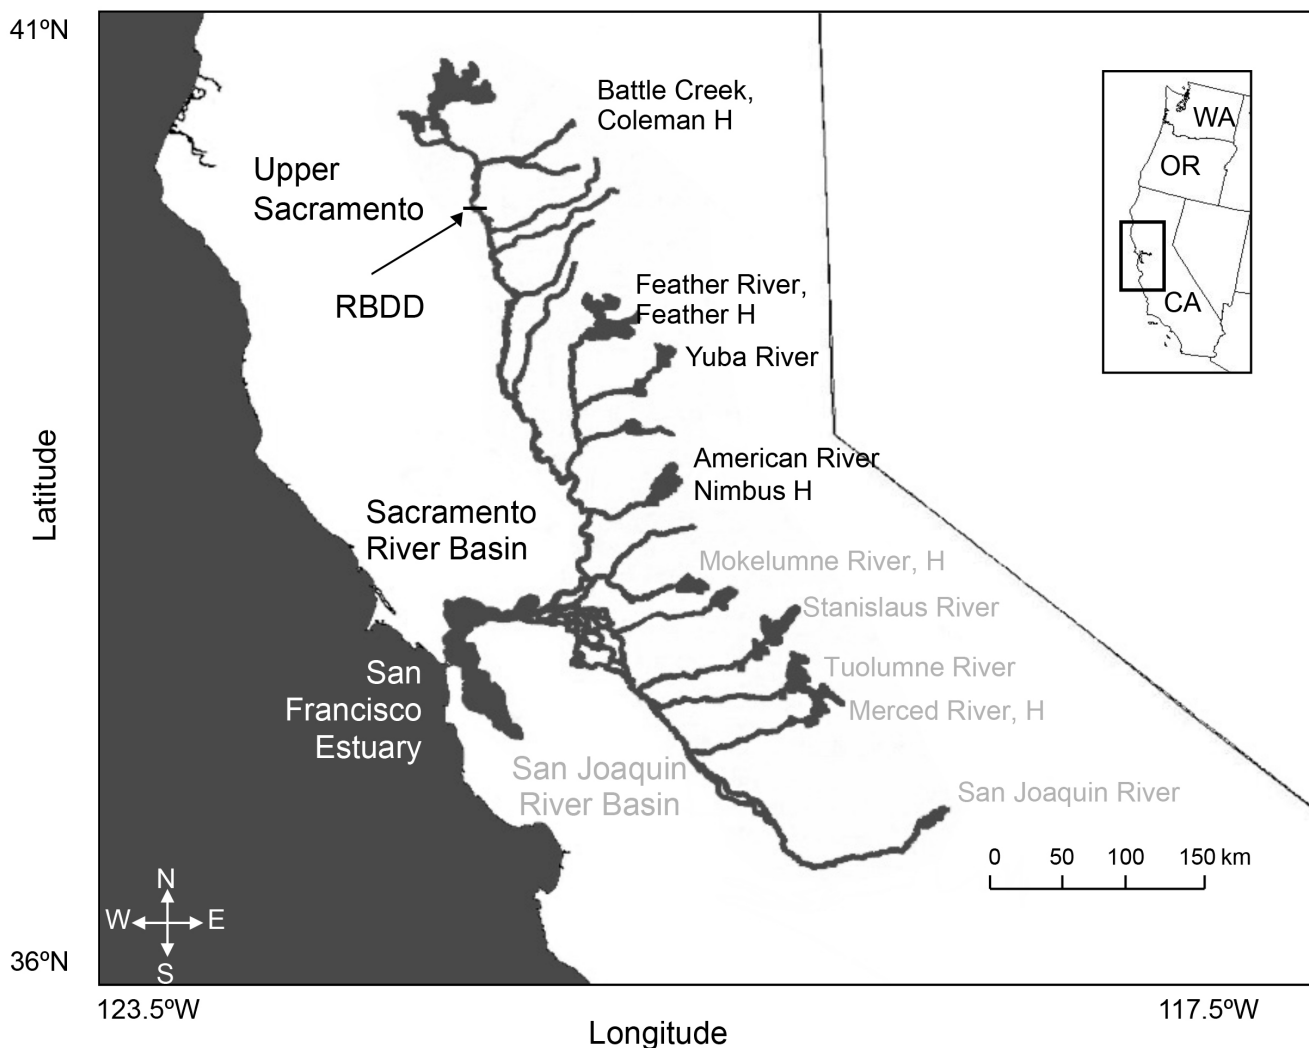 41ºN
Battle Creek,
Coleman H
WA
Upper
Sacramento
OR
RBDD
Feather River,
Feather H
CA
Yuba River
American River
Nimbus H
Latitude
Sacramento
River Basin
Mokelumne River, H
Stanislaus River
Tuolumne River
San
Francisco
Estuary
Merced River, H
San Joaquin
River Basin
San Joaquin River
0 50 100 150 km
N
W E
S
36ºN
123.5ºW
117.5ºW
Longitude